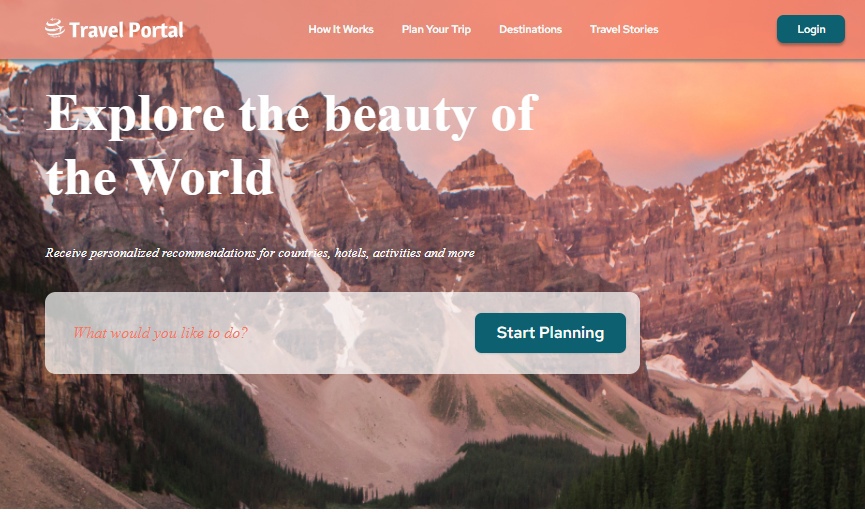 Travel Portal
How It Works
Plan Your Trip
Destinations
Travel Stories
Login
Explore the beauty of
the World
Receive personalized recommendations for countries, hotels, activities and more
What would you like to do?
Start Planning